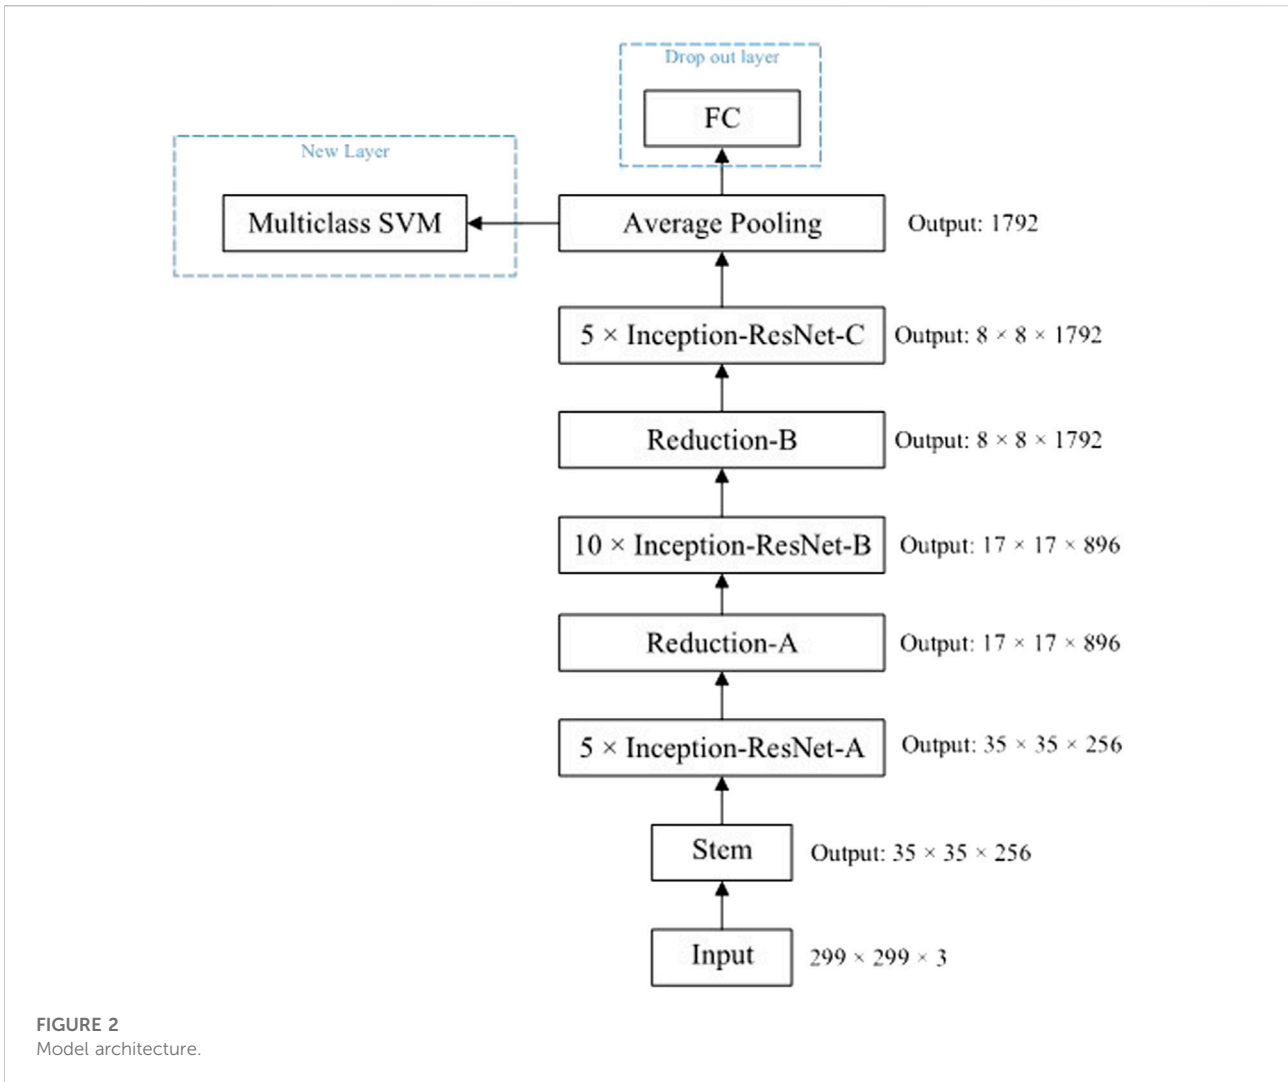 Drop out layer
FC
New Layer
Multiclass SVM
Average Pooling
Output: 1792
5 × Inception-ResNet-C
Output: 8 × 8 × 1792
Reduction-B
Output: 8 × 8 × 1792
10 × Inception-ResNet-B
Output: 17 × 17 × 896
Reduction-A
Output: 17 × 17 × 896
5 × Inception-ResNet-A
Output: 35 × 35 × 256
Stem
Output: 35 × 35 × 256
Input
299 × 299 × 3
FIGURE 2
Model architecture.